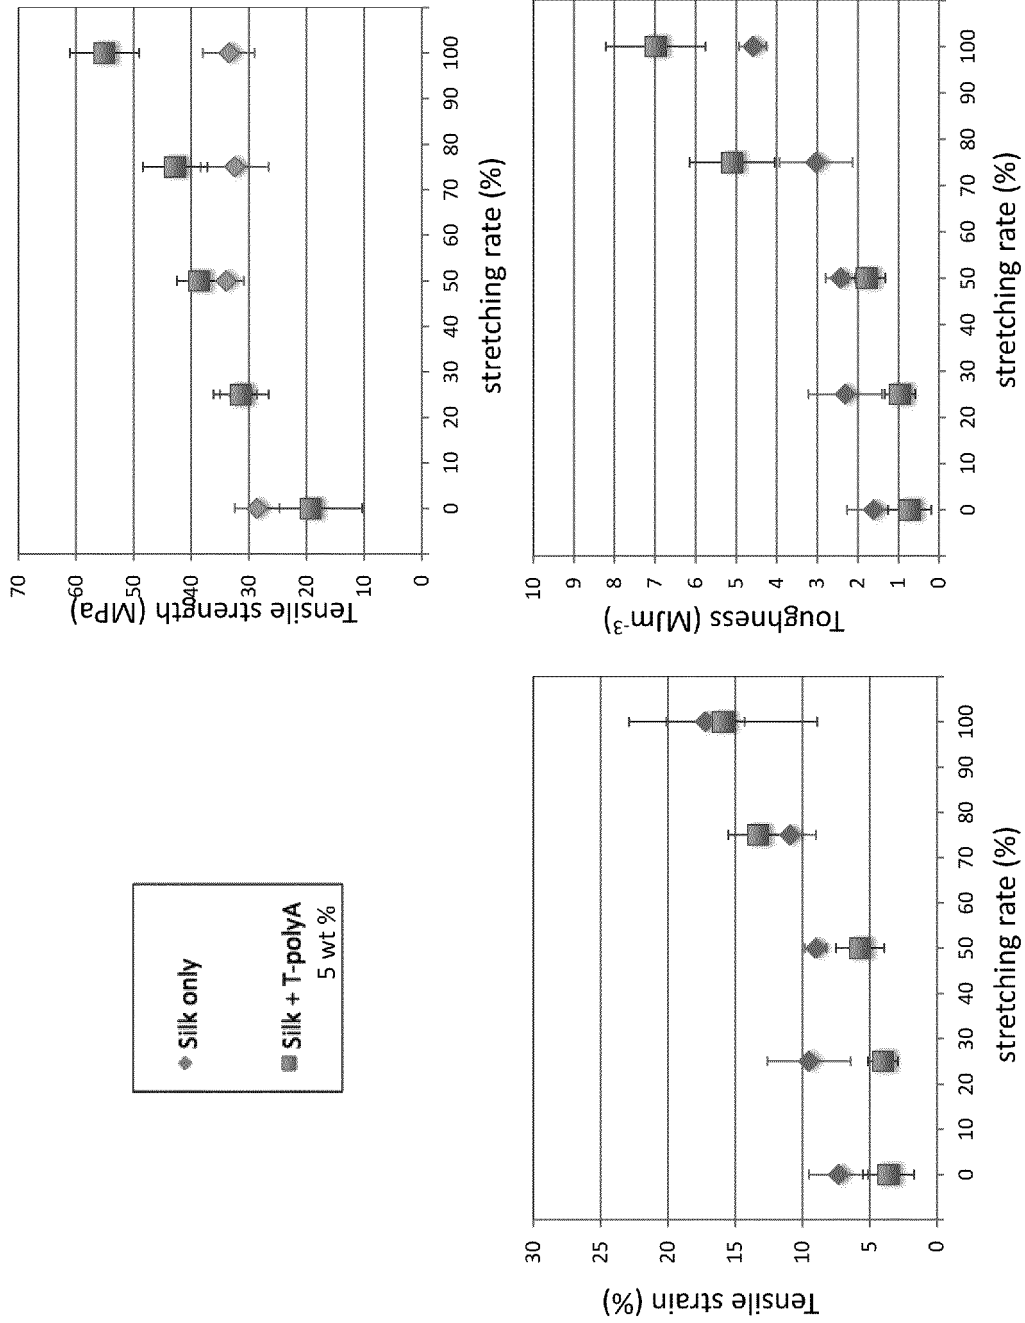 Silk only
Silk + T-polyA
5 wt %
Tensile strength (MPa)
70
60
50
40
30
20
10
0
0 10 20 30 40 50 60 70 80 90 100
stretching rate (%)
Tensile strain (%)
30
25
20
15
10
5
0
0 10 20 30 40 50 60 70 80 90 100
stretching rate (%)
Toughness (MJm⁻³)
10
9
8
7
6
5
4
3
2
1
0
0 10 20 30 40 50 60 70 80 90 100
stretching rate (%)